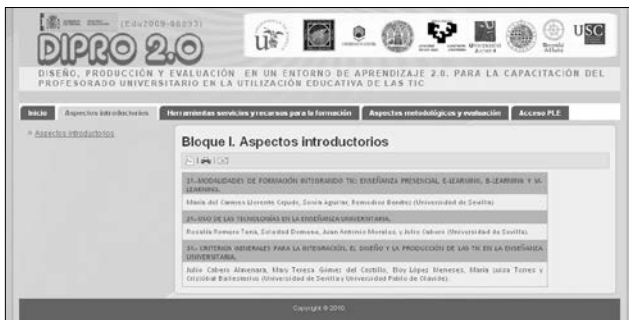 (Edu2009-08893)
DIPRO 2.0
USC
DISEÑO, PRODUCCIÓN Y EVALUACIÓN EN UN ENTORNO DE APRENDIZAJE 2.0. PARA LA CAPACITACIÓN DEL
PROFESORADO UNIVERSITARIO EN LA UTILIZACIÓN EDUCATIVA DE LAS TIC
Inicio Aspectos introductorios Herramientas servicios y recursos para la formación Aspectos metodológicos y evaluación Acceso PLE
Aspectos introductorios
Bloque I. Aspectos introductorios
1º.-MODALIDADES DE FORMACIÓN INTEGRANDO TIC: ENSEÑANZA PRESENCIAL, E-LEARNING, B-LEARNING Y M-
LEARNING.
María del Carmen Llorente Cejudo, Sonia Aguilar, Remedios Benítez (Universidad de Sevilla)
2º.-USO DE LAS TECNOLOGÍAS EN LA ENSEÑANZA UNIVERSITARIA.
Rosalía Romero Tena, Soledad Domene, Juan Antonio Morales, y Julio Cabero (Universidad de Sevilla).
3º.- CRITERIOS GENERALES PARA LA INTEGRACIÓN, EL DISEÑO Y LA PRODUCCIÓN DE LAS TIC EN LA ENSEÑANZA
UNIVERSITARIA.
Julio Cabero Almenara, Mary Teresa Gómez del Castillo, Eloy López Meneses, María Luisa Torres y
Cristóbal Ballesteros (Universidad de Sevilla y Universidad Pablo de Olavide).
Copyright © 2010.